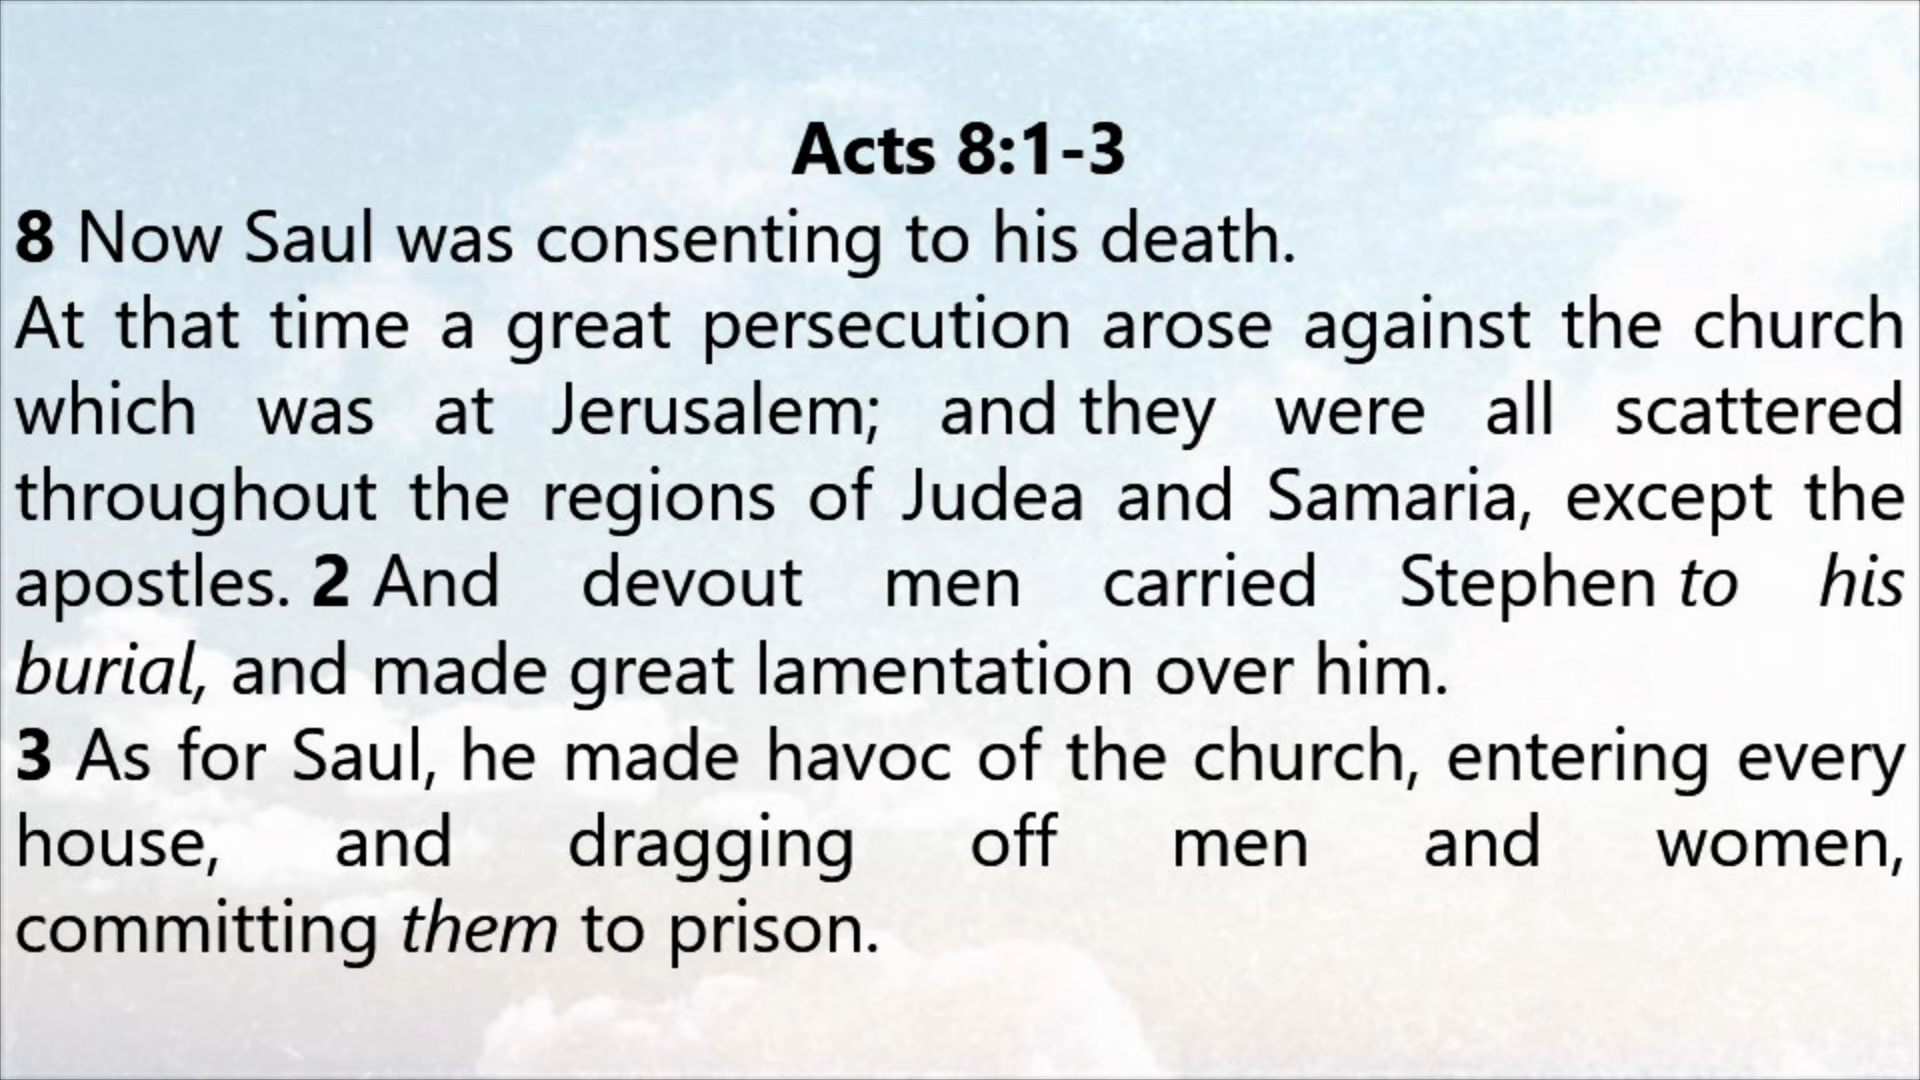 Acts 8:1-3
8 Now Saul was consenting to his death.
At that time a great persecution arose against the church
which was at Jerusalem; and they were all scattered
throughout the regions of Judea and Samaria, except the
apostles. 2 And devout men carried Stephen to his
burial, and made great lamentation over him.
3 As for Saul, he made havoc of the church, entering every
house, and dragging off men and women,
committing them to prison.